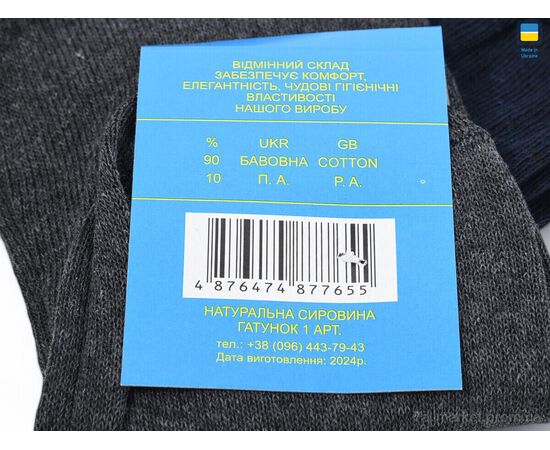 Made in
Ukraine
ВІДМІННИЙ СКЛАД
ЗАБЕЗПЕЧУЄ КОМФОРТ,
ЕЛЕГАНТНІСТЬ, ЧУДОВІ ГІГІЄНІЧНІ
ВЛАСТИВОСТІ
НАШОГО ВИРОБУ
% UKR GB
90 БАВОВНА COTTON
10 П. А. P. A.
4 876474 877655
НАТУРАЛЬНА СИРОВИНА
ГАТУНОК 1 АРТ.
тел.: +38 (096) 443-79-43
Дата виготовлення: 2024р.